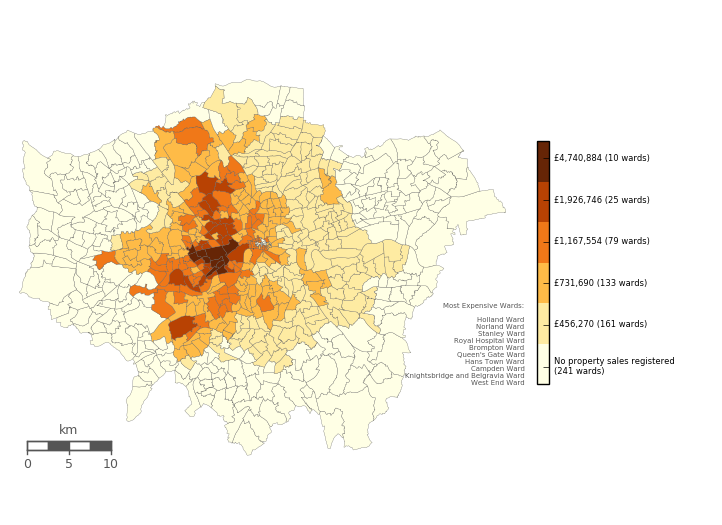 £4,740,884 (10 wards)
£1,926,746 (25 wards)
£1,167,554 (79 wards)
£731,690 (133 wards)
£456,270 (161 wards)
No property sales registered
(241 wards)
Most Expensive Wards:
Holland Ward
Norland Ward
Stanley Ward
Royal Hospital Ward
Brompton Ward
Queen's Gate Ward
Hans Town Ward
Campden Ward
Knightsbridge and Belgravia Ward
West End Ward
km
0 5 10